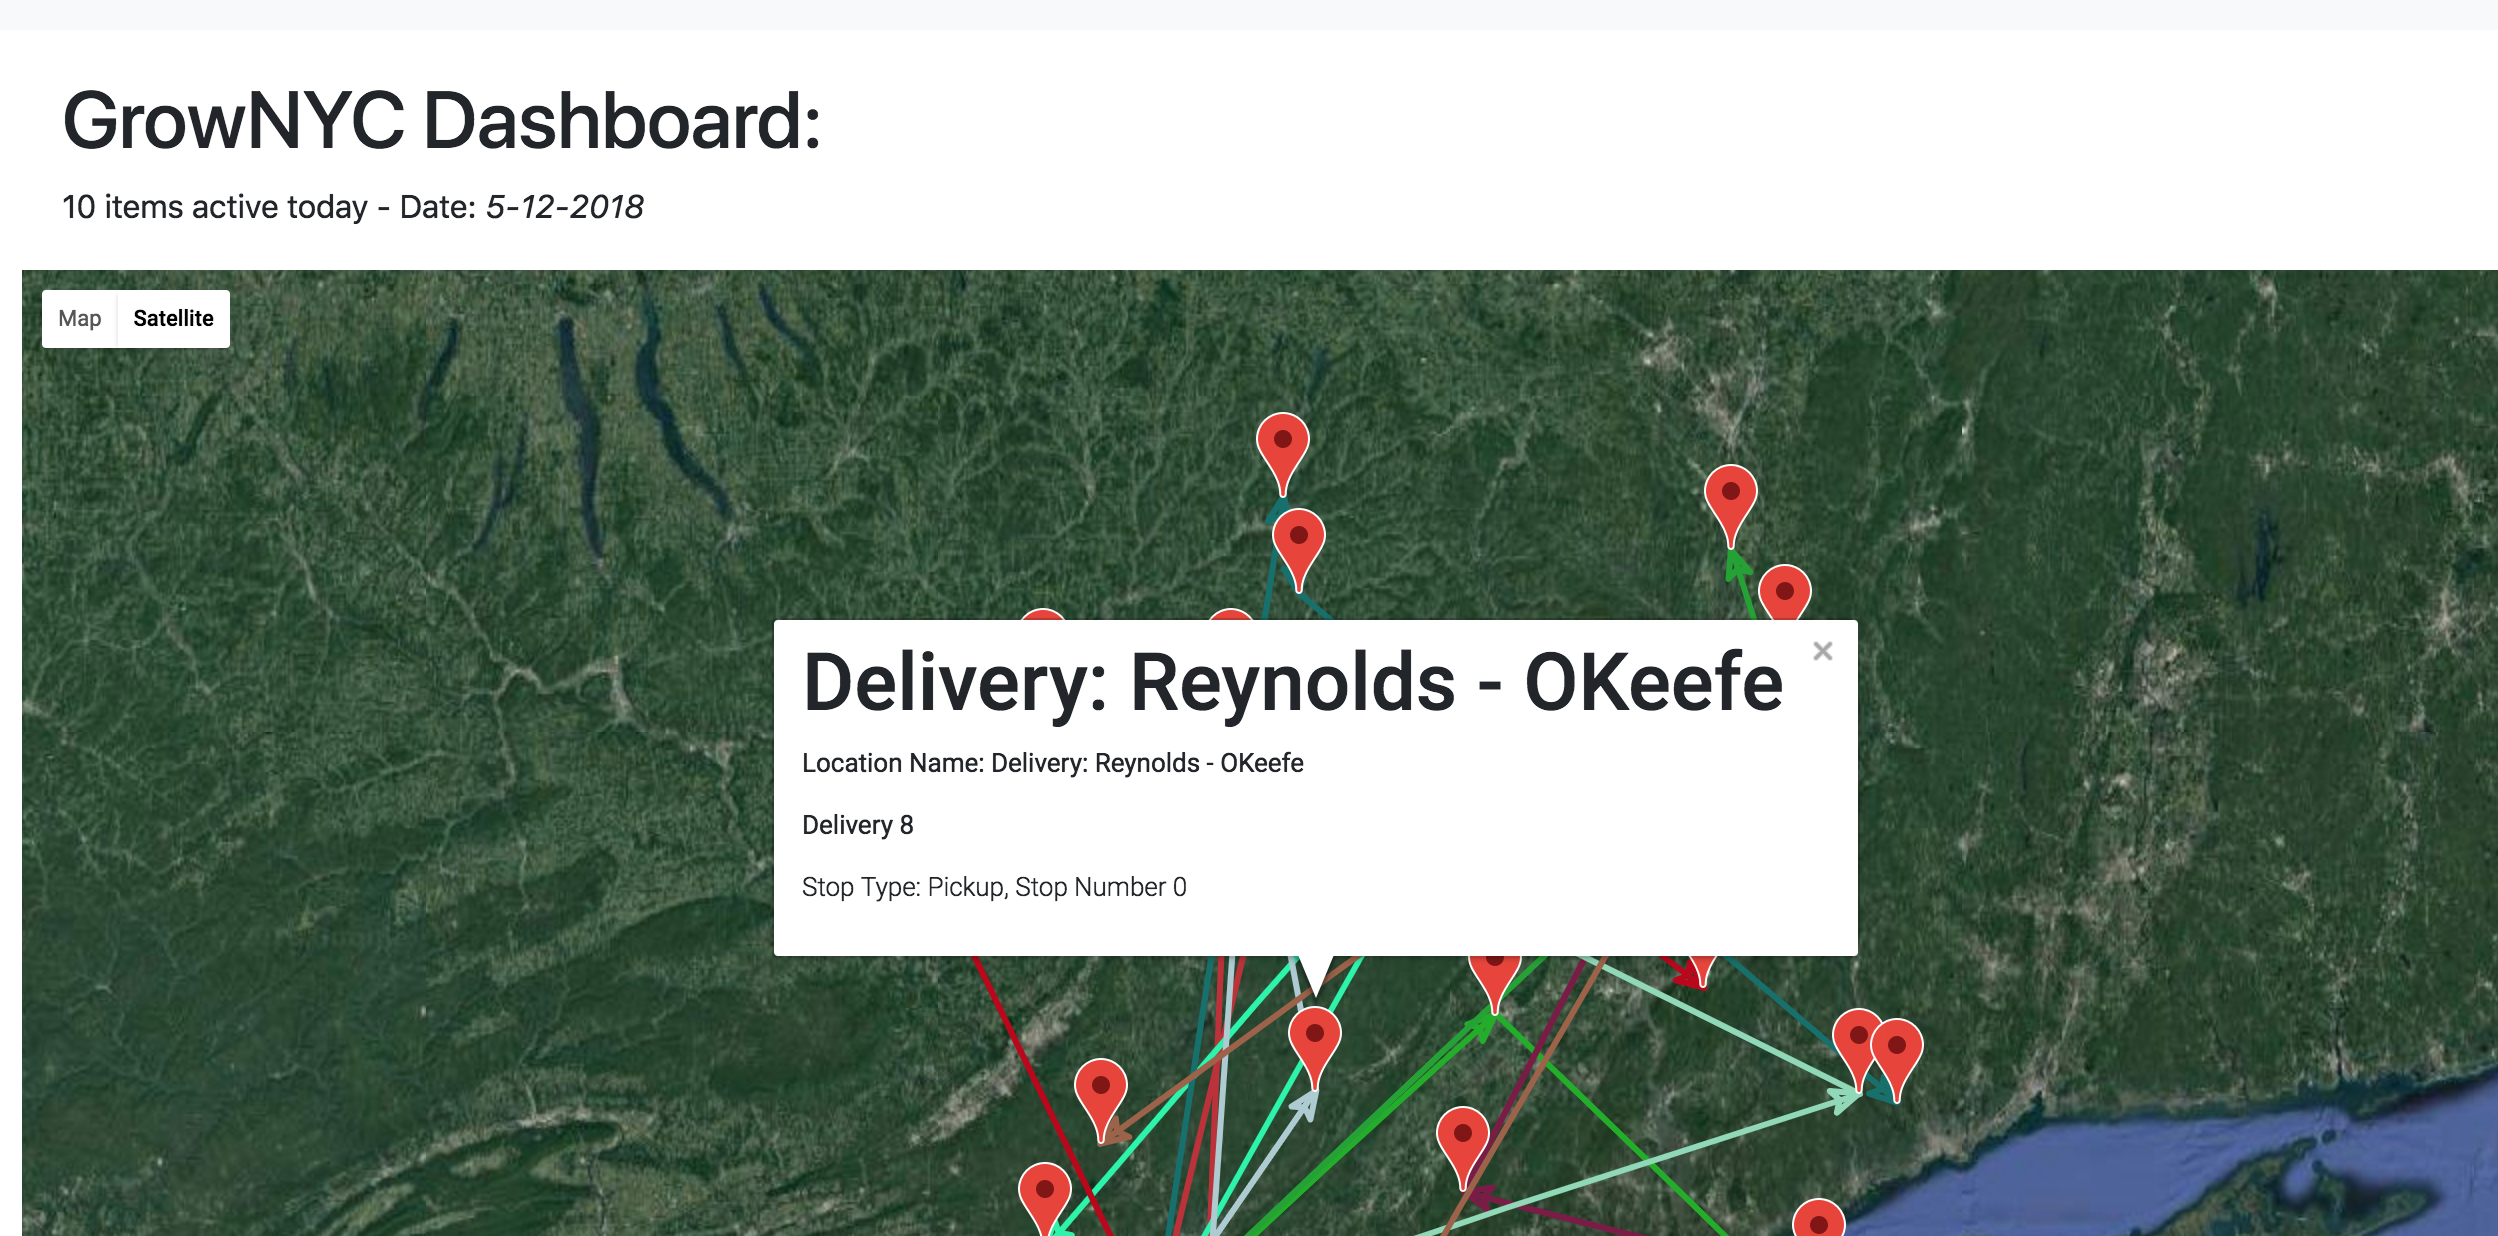 GrowNYC Dashboard:
10 items active today - Date: 5-12-2018
Map Satellite
Delivery: Reynolds - OKeefe
Location Name: Delivery: Reynolds - OKeefe
Delivery 8
Stop Type: Pickup, Stop Number 0